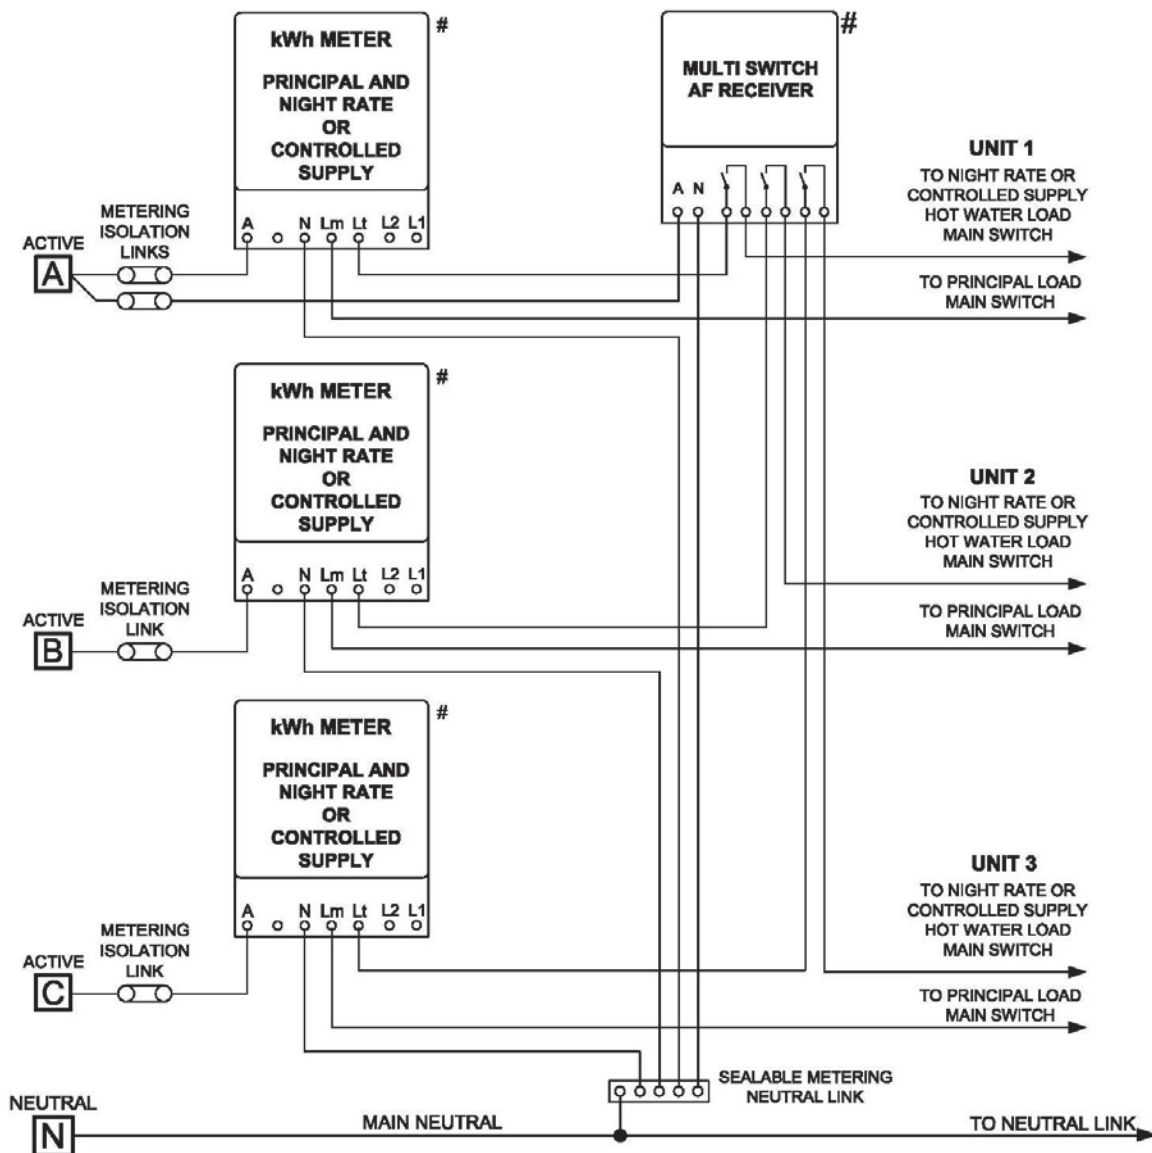 kWh METER
#
PRINCIPAL AND
NIGHT RATE
OR
CONTROLLED
SUPPLY
A N Lm Lt L2 L1
MULTI SWITCH
AF RECEIVER
#
A N
METERING
ISOLATION
LINKS
ACTIVE
A
UNIT 1
TO NIGHT RATE OR
CONTROLLED SUPPLY
HOT WATER LOAD
MAIN SWITCH
TO PRINCIPAL LOAD
MAIN SWITCH
kWh METER
#
PRINCIPAL AND
NIGHT RATE
OR
CONTROLLED
SUPPLY
A N Lm Lt L2 L1
METERING
ISOLATION
LINK
ACTIVE
B
UNIT 2
TO NIGHT RATE OR
CONTROLLED SUPPLY
HOT WATER LOAD
MAIN SWITCH
TO PRINCIPAL LOAD
MAIN SWITCH
kWh METER
#
PRINCIPAL AND
NIGHT RATE
OR
CONTROLLED
SUPPLY
A N Lm Lt L2 L1
METERING
ISOLATION
LINK
ACTIVE
C
UNIT 3
TO NIGHT RATE OR
CONTROLLED SUPPLY
HOT WATER LOAD
MAIN SWITCH
TO PRINCIPAL LOAD
MAIN SWITCH
SEALABLE METERING
NEUTRAL LINK
NEUTRAL
N
MAIN NEUTRAL
TO NEUTRAL LINK